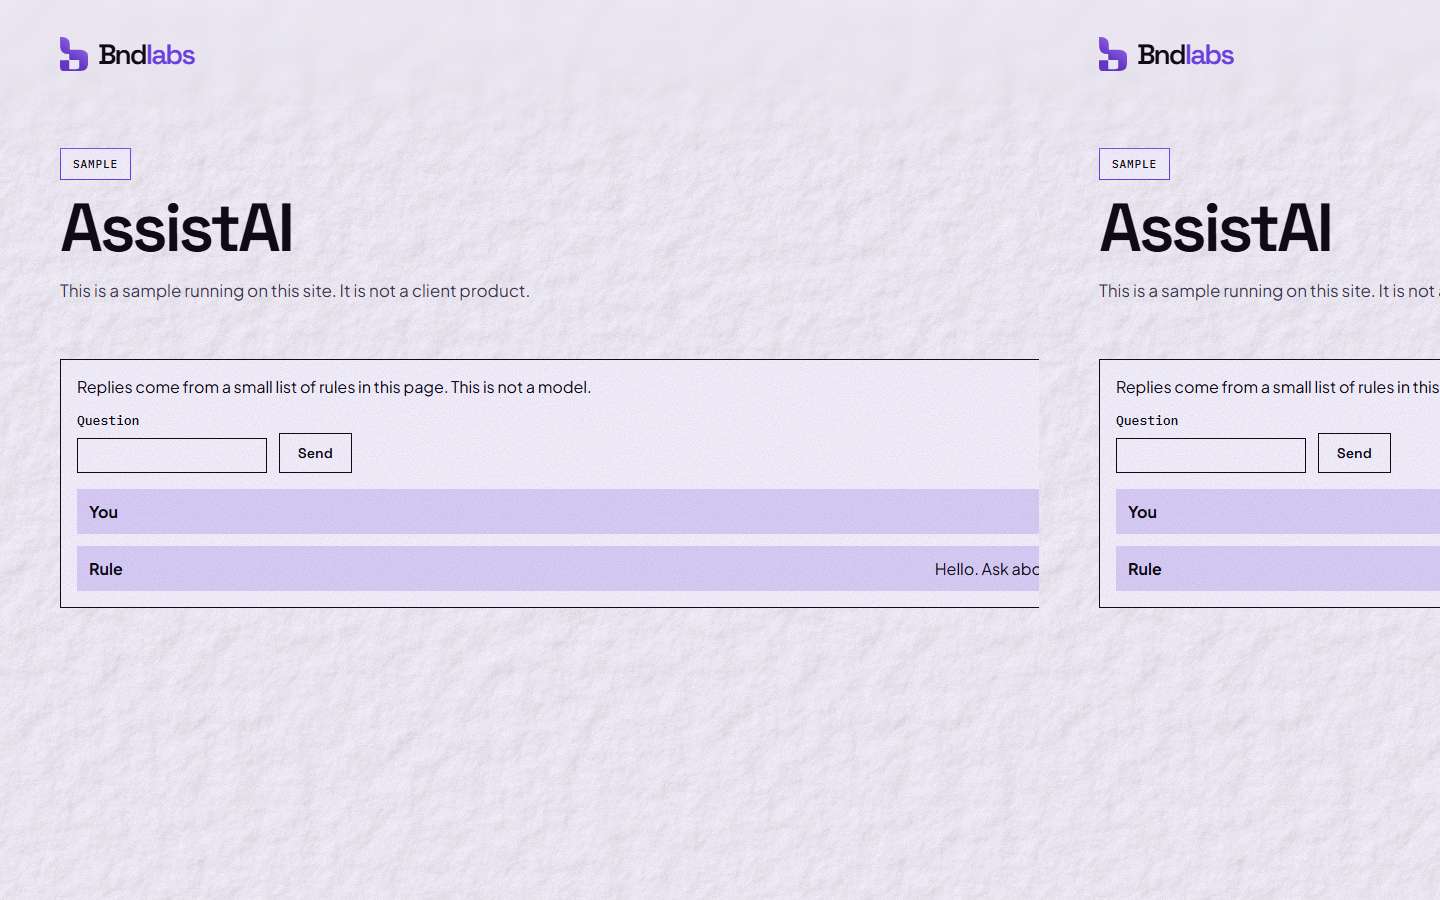 Bndlabs
SAMPLE
AssistAI
This is a sample running on this site. It is not a client product.
Replies come from a small list of rules in this page. This is not a model.
Question
Send
You
Rule
Hello. Ask abo
Bndlabs
SAMPLE
AssistAI
This is a sample running on this site. It is not
Replies come from a small list of rules in this
Question
Send
You
Rule